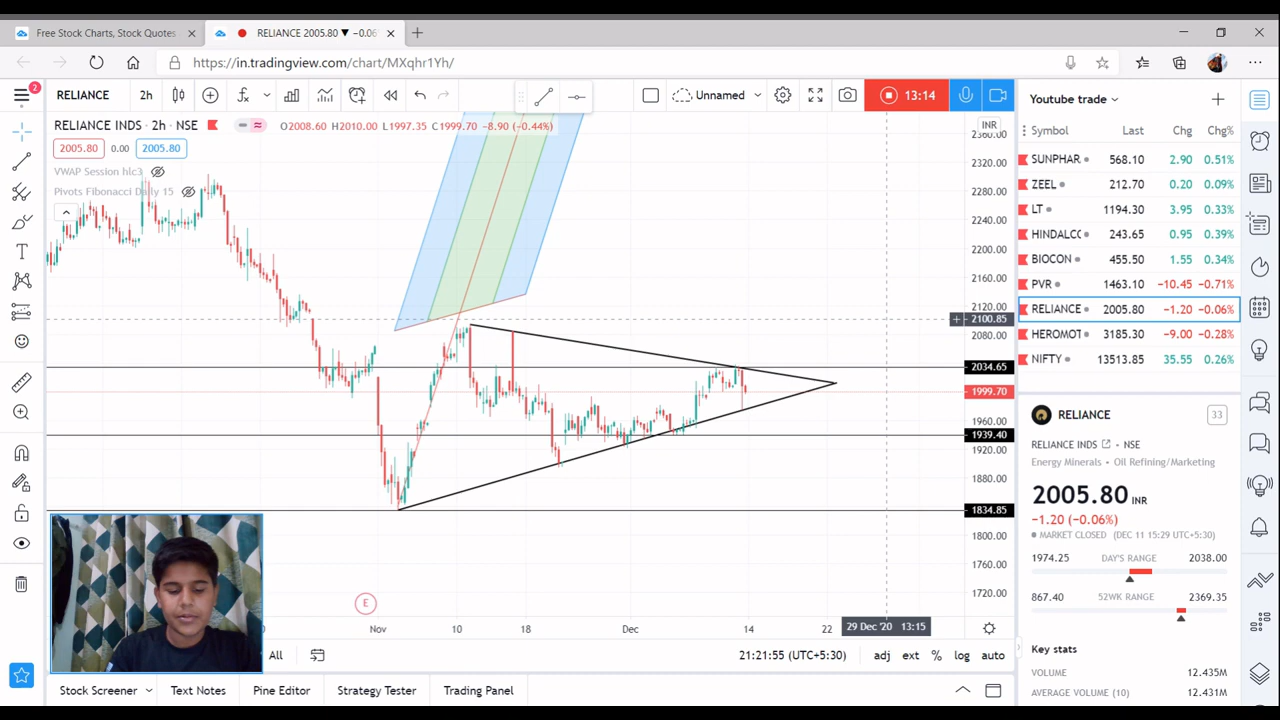 Free Stock Charts, Stock Quotes
RELIANCE 2005.80 ▼ −0.06
https://in.tradingview.com/chart/MXqhr1Yh/
2
RELIANCE 2h
Unnamed
13:14
Youtube trade
RELIANCE INDS · 2h · NSE
O2008.60 H2010.00 L1997.35 C1999.70 −8.90 (−0.44%)
INR
2005.80 0.00 2005.80
VWAP Session hlc3
Pivots Fibonacci Daily 15
Symbol Last Chg Chg%
SUNPHAR 568.10 2.90 0.51%
ZEEL 212.70 0.20 0.09%
LT 1194.30 3.95 0.33%
HINDALCO 243.65 0.95 0.39%
BIOCON 455.50 1.55 0.34%
PVR 1463.10 −10.45 −0.71%
RELIANCE 2005.80 −1.20 −0.06%
HEROMOT 3185.30 −9.00 −0.28%
NIFTY 13513.85 35.55 0.26%
2360.00
2320.00
2280.00
2240.00
2200.00
2160.00
2120.00
2100.85
2080.00
2034.65
1999.70
1960.00
1939.40
1920.00
1880.00
1834.85
1800.00
1760.00
1720.00
E
Nov 10 18 Dec 14 22 29 Dec '20 13:15
All
21:21:55 (UTC+5:30) adj ext % log auto
Stock Screener Text Notes Pine Editor Strategy Tester Trading Panel
RELIANCE 33
RELIANCE INDS · NSE
Energy Minerals • Oil Refining/Marketing
2005.80 INR
−1.20 (−0.06%)
MARKET CLOSED (DEC 11 15:29 UTC+5:30)
1974.25 DAY'S RANGE 2038.00
867.40 52WK RANGE 2369.35
Key stats
VOLUME 12.435M
AVERAGE VOLUME (10) 12.431M